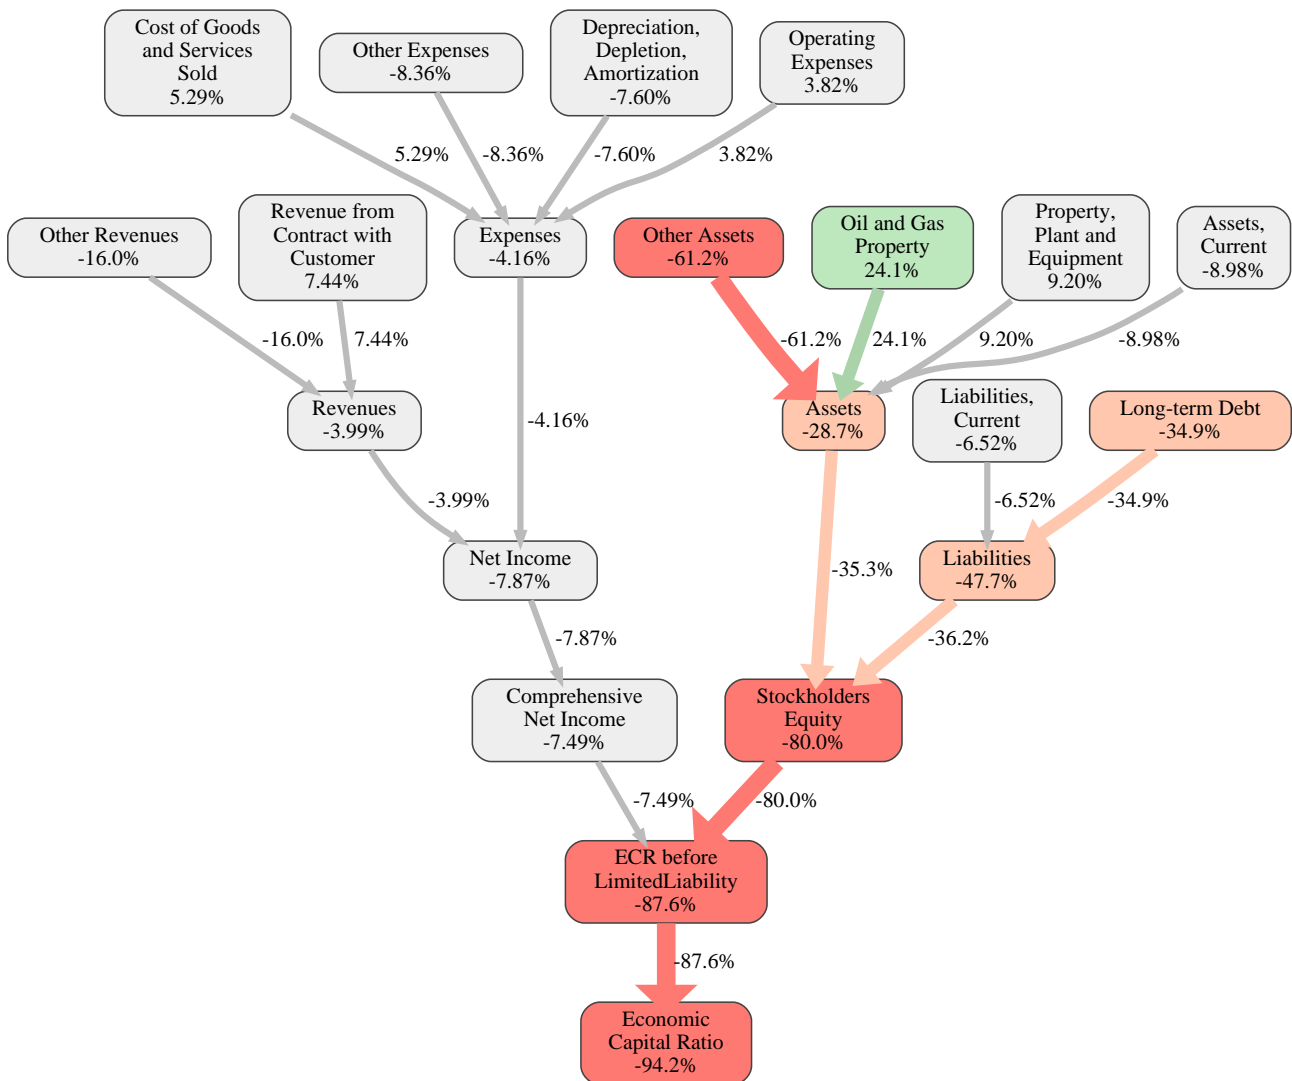 Cost of Goods
and Services
Sold
5.29%
Other Expenses
-8.36%
Depreciation,
Depletion,
Amortization
-7.60%
Operating
Expenses
3.82%
5.29%
-8.36%
-7.60%
3.82%
Other Revenues
-16.0%
Revenue from
Contract with
Customer
7.44%
Expenses
-4.16%
Other Assets
-61.2%
Oil and Gas
Property
24.1%
Property,
Plant and
Equipment
9.20%
Assets,
Current
-8.98%
-16.0%
7.44%
-61.2%
24.1%
9.20%
-8.98%
Revenues
-3.99%
-4.16%
Assets
-28.7%
Liabilities,
Current
-6.52%
Long-term Debt
-34.9%
-3.99%
-6.52%
-34.9%
Net Income
-7.87%
-35.3%
Liabilities
-47.7%
-7.87%
-36.2%
Comprehensive
Net Income
-7.49%
Stockholders
Equity
-80.0%
-7.49%
-80.0%
ECR before
LimitedLiability
-87.6%
-87.6%
Economic
Capital Ratio
-94.2%